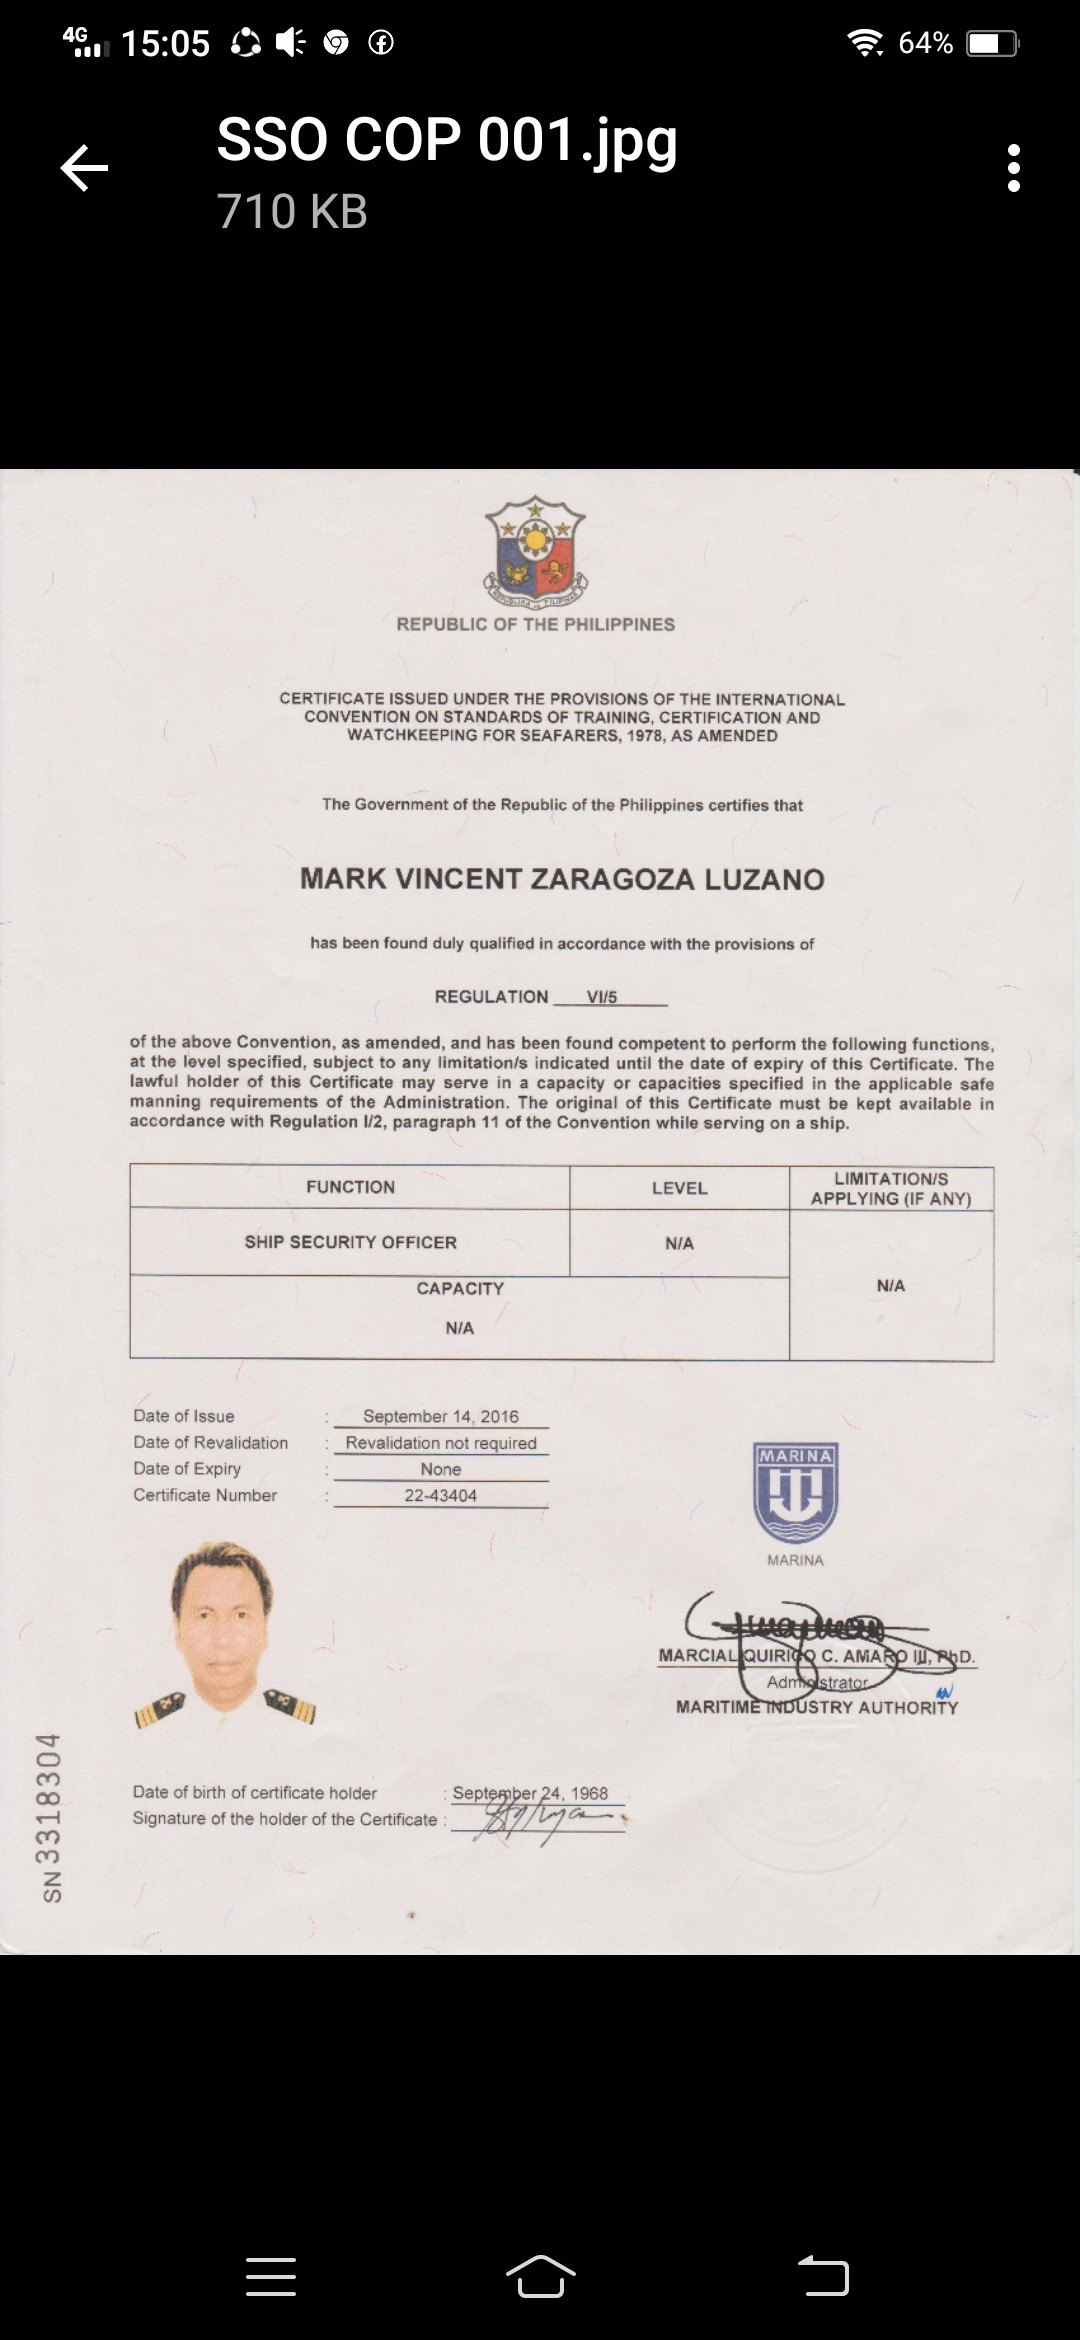 4G 15:05 64%
SSO COP 001.jpg
710 KB
REPUBLIKA NG PILIPINAS
REPUBLIC OF THE PHILIPPINES
CERTIFICATE ISSUED UNDER THE PROVISIONS OF THE INTERNATIONAL
CONVENTION ON STANDARDS OF TRAINING, CERTIFICATION AND
WATCHKEEPING FOR SEAFARERS, 1978, AS AMENDED
The Government of the Republic of the Philippines certifies that
MARK VINCENT ZARAGOZA LUZANO
has been found duly qualified in accordance with the provisions of
REGULATION VI/5
of the above Convention, as amended, and has been found competent to perform the following functions,
at the level specified, subject to any limitation/s indicated until the date of expiry of this Certificate. The
lawful holder of this Certificate may serve in a capacity or capacities specified in the applicable safe
manning requirements of the Administration. The original of this Certificate must be kept available in
accordance with Regulation I/2, paragraph 11 of the Convention while serving on a ship.
FUNCTION LEVEL LIMITATION/S
APPLYING (IF ANY)
SHIP SECURITY OFFICER N/A
CAPACITY
N/A
N/A
Date of Issue : September 14, 2016
Date of Revalidation : Revalidation not required
Date of Expiry : None
Certificate Number : 22-43404
MARINA
MARINA
MARCIAL QUIRICO C. AMARO III, PhD.
Administrator
MARITIME INDUSTRY AUTHORITY
Date of birth of certificate holder : September 24, 1968
Signature of the holder of the Certificate :
SN 3318304